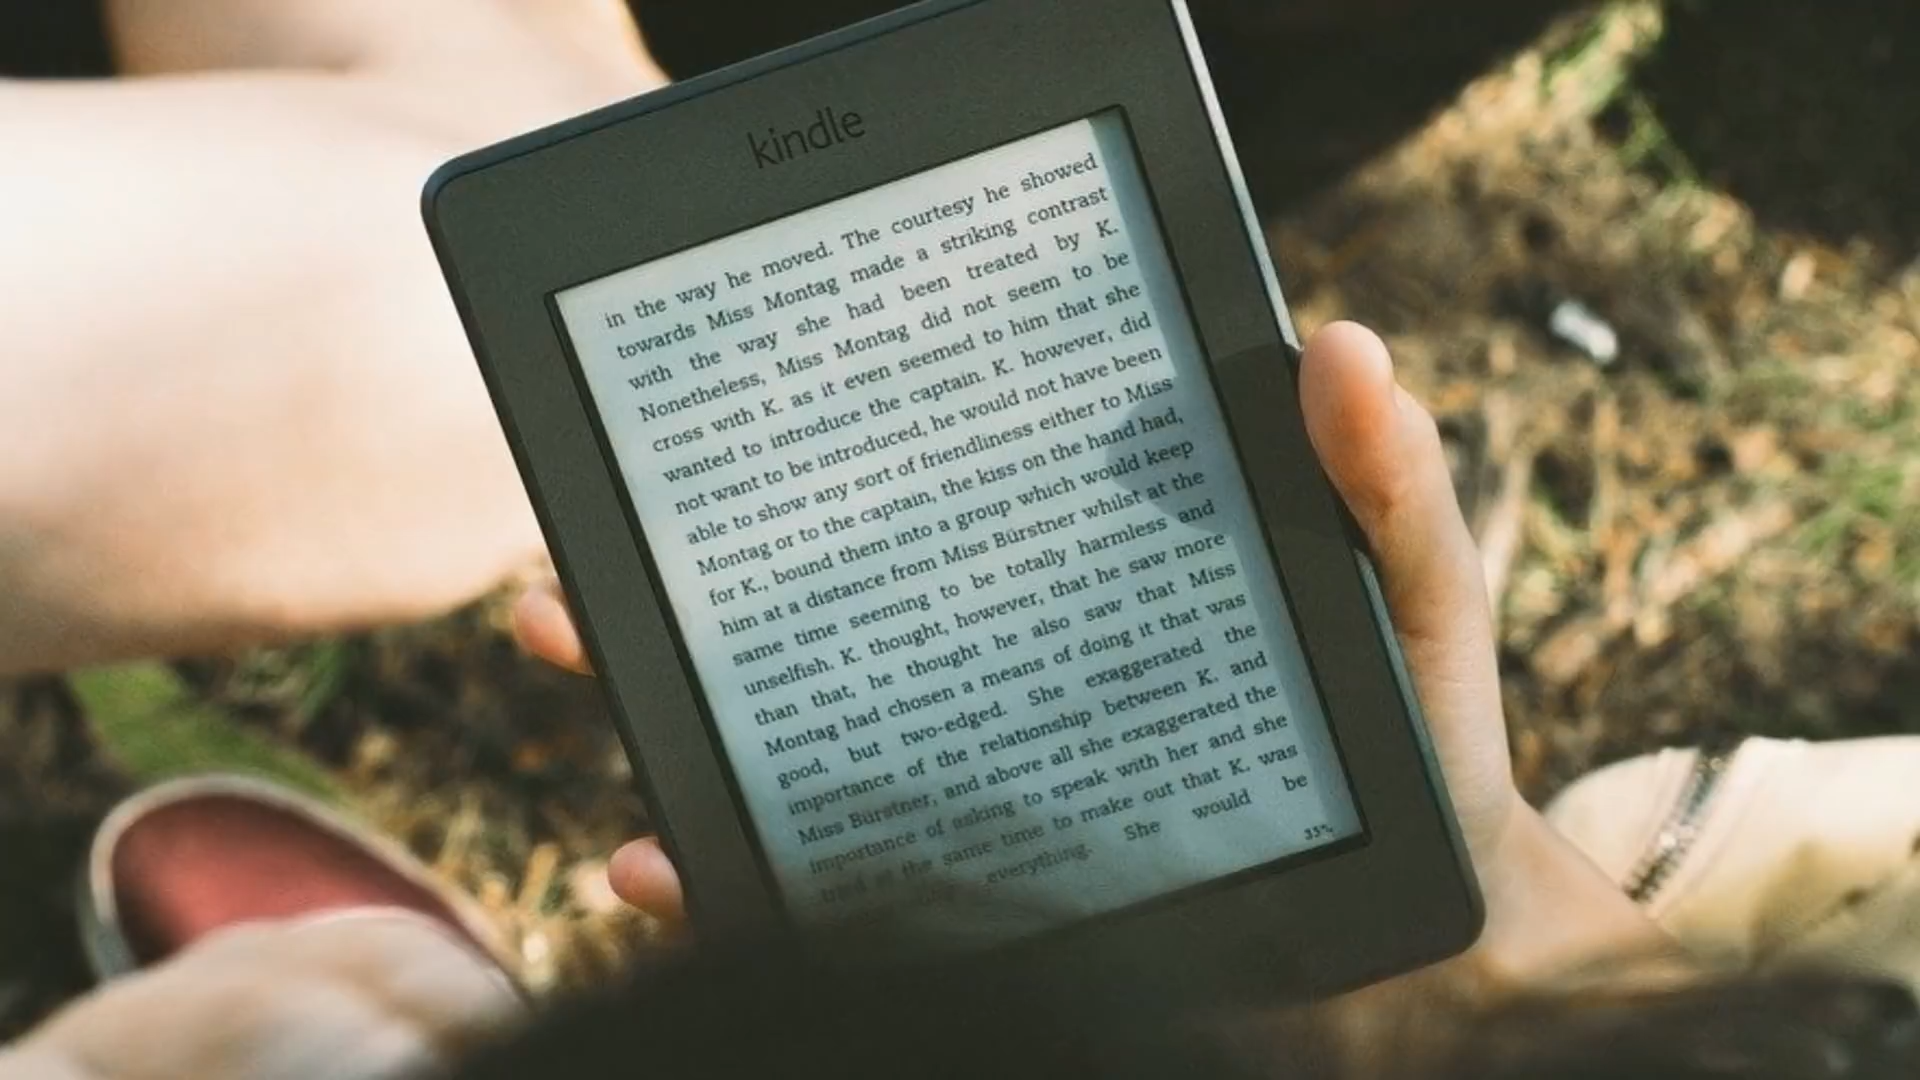 kindle
in the way he moved. The courtesy he showed
towards Miss Montag made a striking contrast
with the way she had been treated by K.
Nonetheless, Miss Montag did not seem to be
cross with K. as it even seemed to him that she
wanted to introduce the captain. K. however, did
not want to be introduced, he would not have been
able to show any sort of friendliness either to Miss
Montag or to the captain, the kiss on the hand had,
for K., bound them into a group which would keep
him at a distance from Miss Bürstner whilst at the
same time seeming to be totally harmless and
unselfish. K. thought, however, that he saw more
than that, he thought he also saw that Miss
Montag had chosen a means of doing it that was
good, but two-edged. She exaggerated the
importance of the relationship between K. and
Miss Bürstner, and above all she exaggerated the
importance of asking to speak with her and she
tried at the same time to make out that K. was
everything. She would be
33%